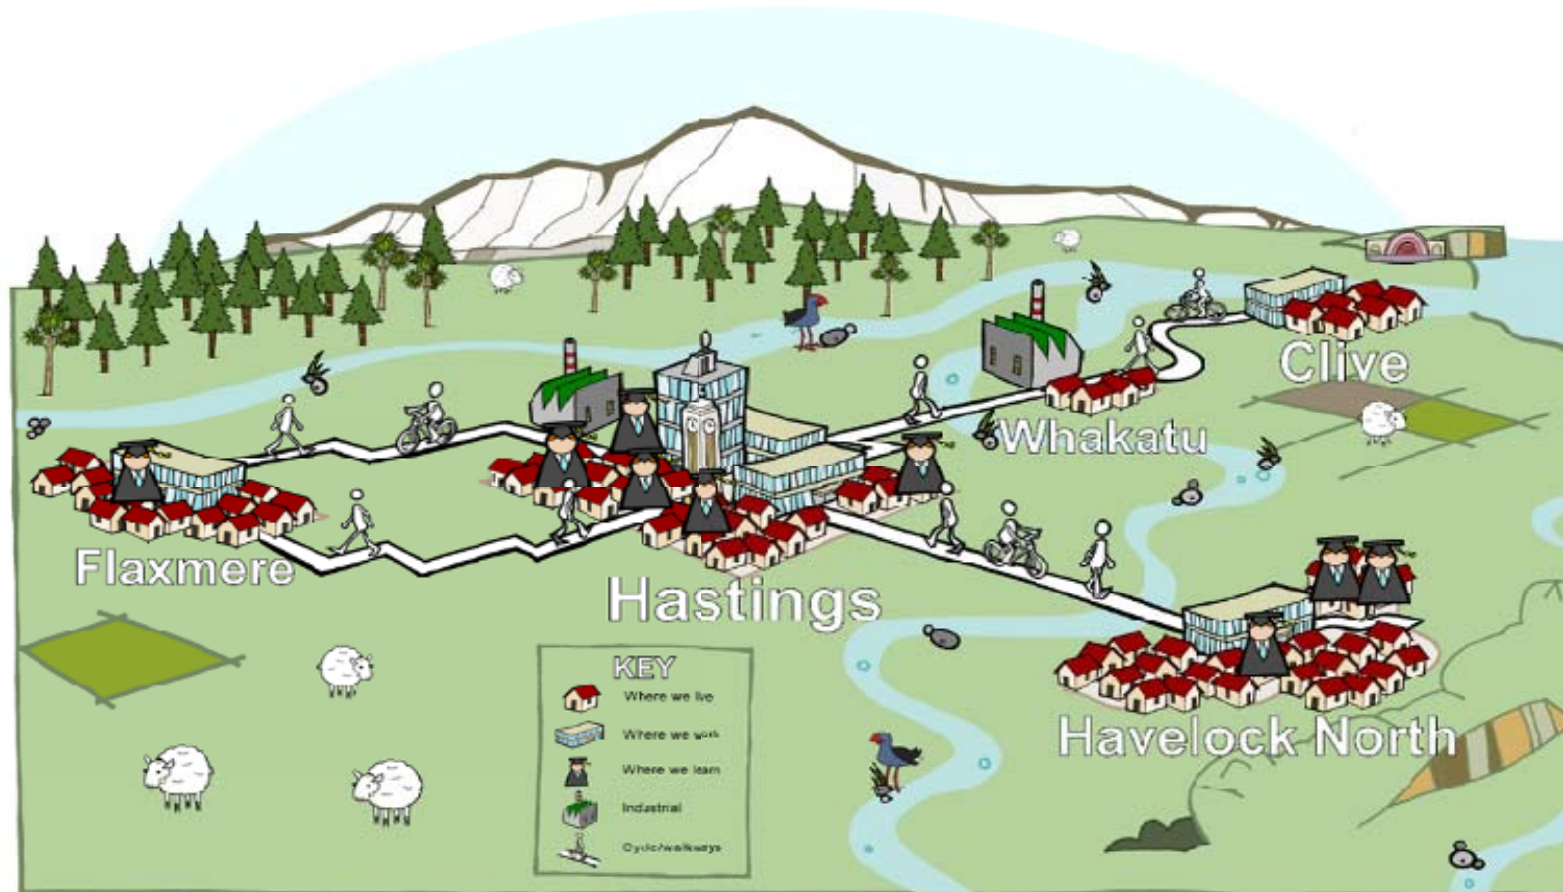 Clive
Whakatu
Flaxmere
Hastings
Havelock North
KEY
Where we live
Where we work
Where we learn
Industrial
Cycle/walkways